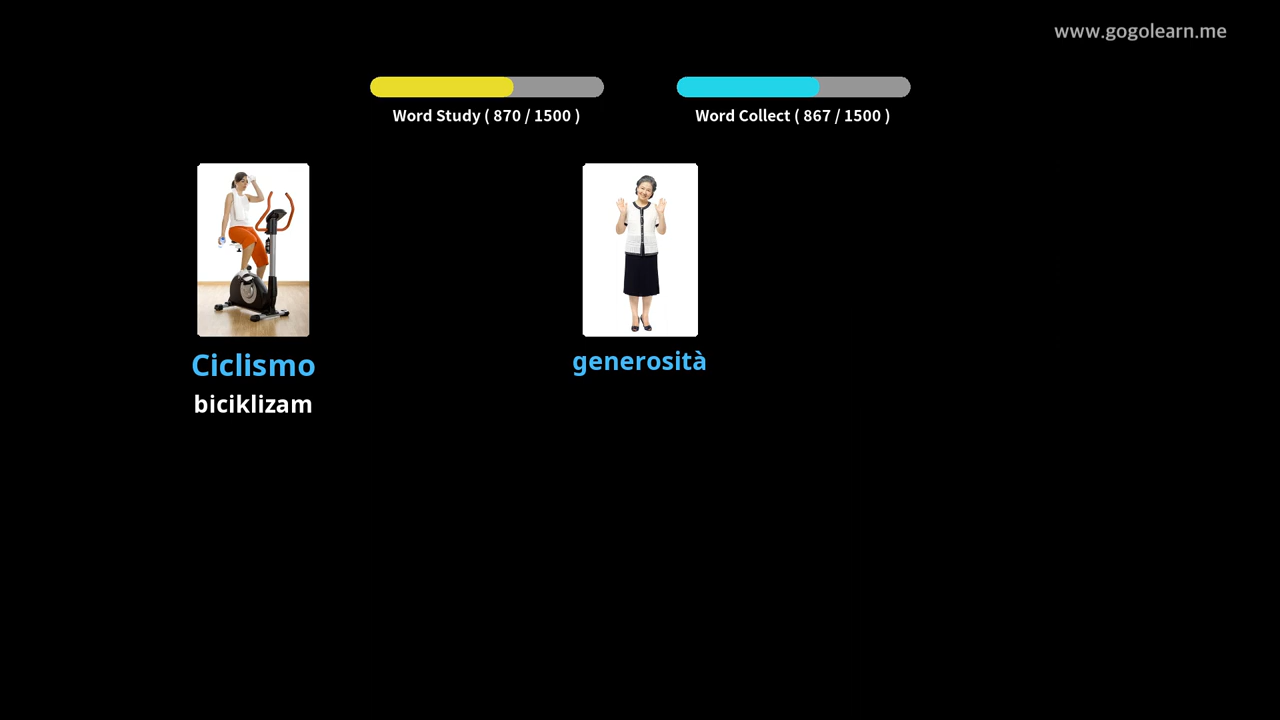 www.gogolearn.me
Word Study ( 870 / 1500 )
Word Collect ( 867 / 1500 )
Ciclismo
biciklizam
generosità